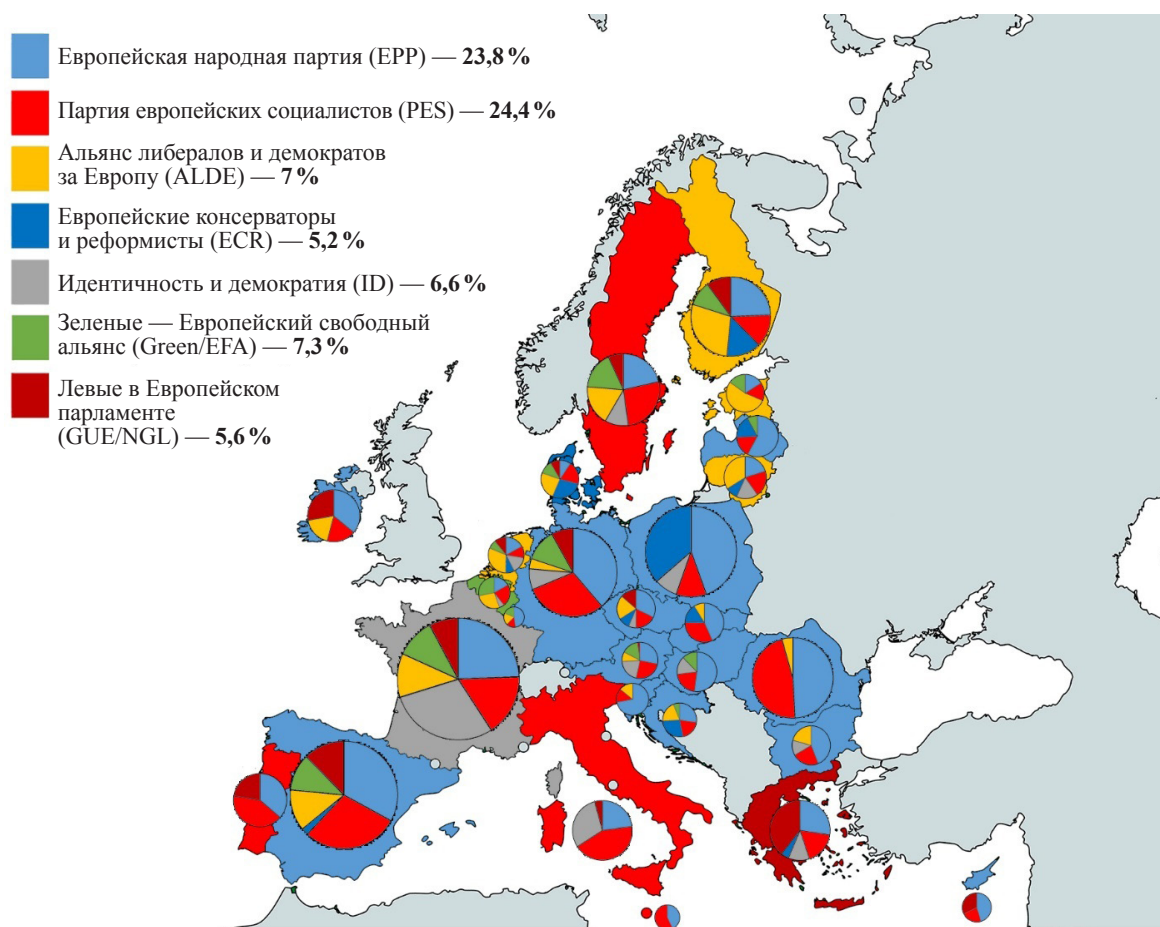 Европейская народная партия (EPP) — 23,8 %
Партия европейских социалистов (PES) — 24,4 %
Альянс либералов и демократов
за Европу (ALDE) — 7 %
Европейские консерваторы
и реформисты (ECR) — 5,2 %
Идентичность и демократия (ID) — 6,6 %
Зеленые — Европейский свободный
альянс (Green/EFA) — 7,3 %
Левые в Европейском
парламенте
(GUE/NGL) — 5,6 %